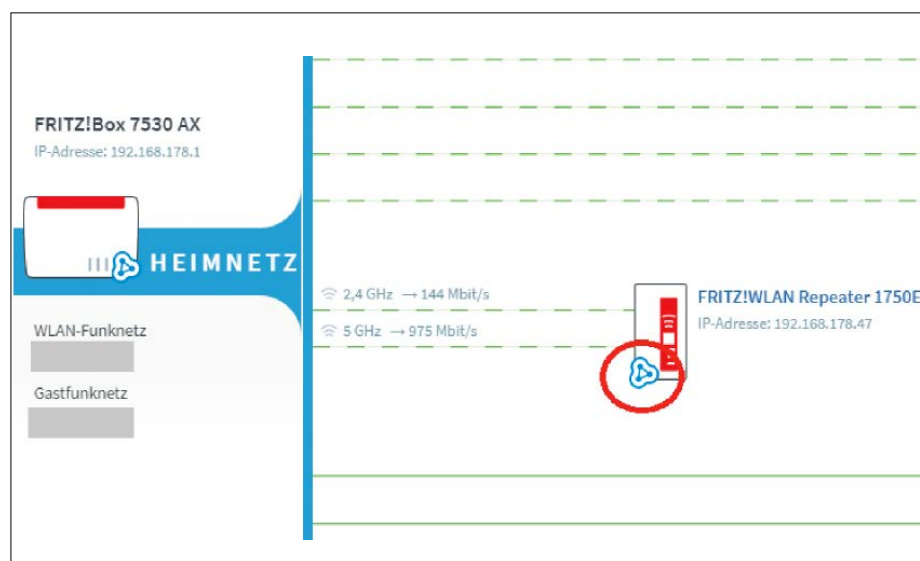 FRITZ!Box 7530 AX
IP-Adresse: 192.168.178.1
HEIMNETZ
WLAN-Funknetz
Gastfunknetz
2,4 GHz → 144 Mbit/s
5 GHz → 975 Mbit/s
FRITZ!WLAN Repeater 1750E
IP-Adresse: 192.168.178.47